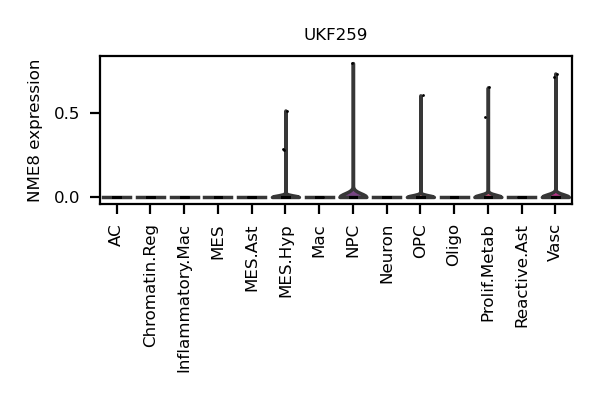 UKF259
NME8 expression
0.5
0.0
AC
Chromatin.Reg
Inflammatory.Mac
MES
MES.Ast
MES.Hyp
Mac
NPC
Neuron
OPC
Oligo
Prolif.Metab
Reactive.Ast
Vasc